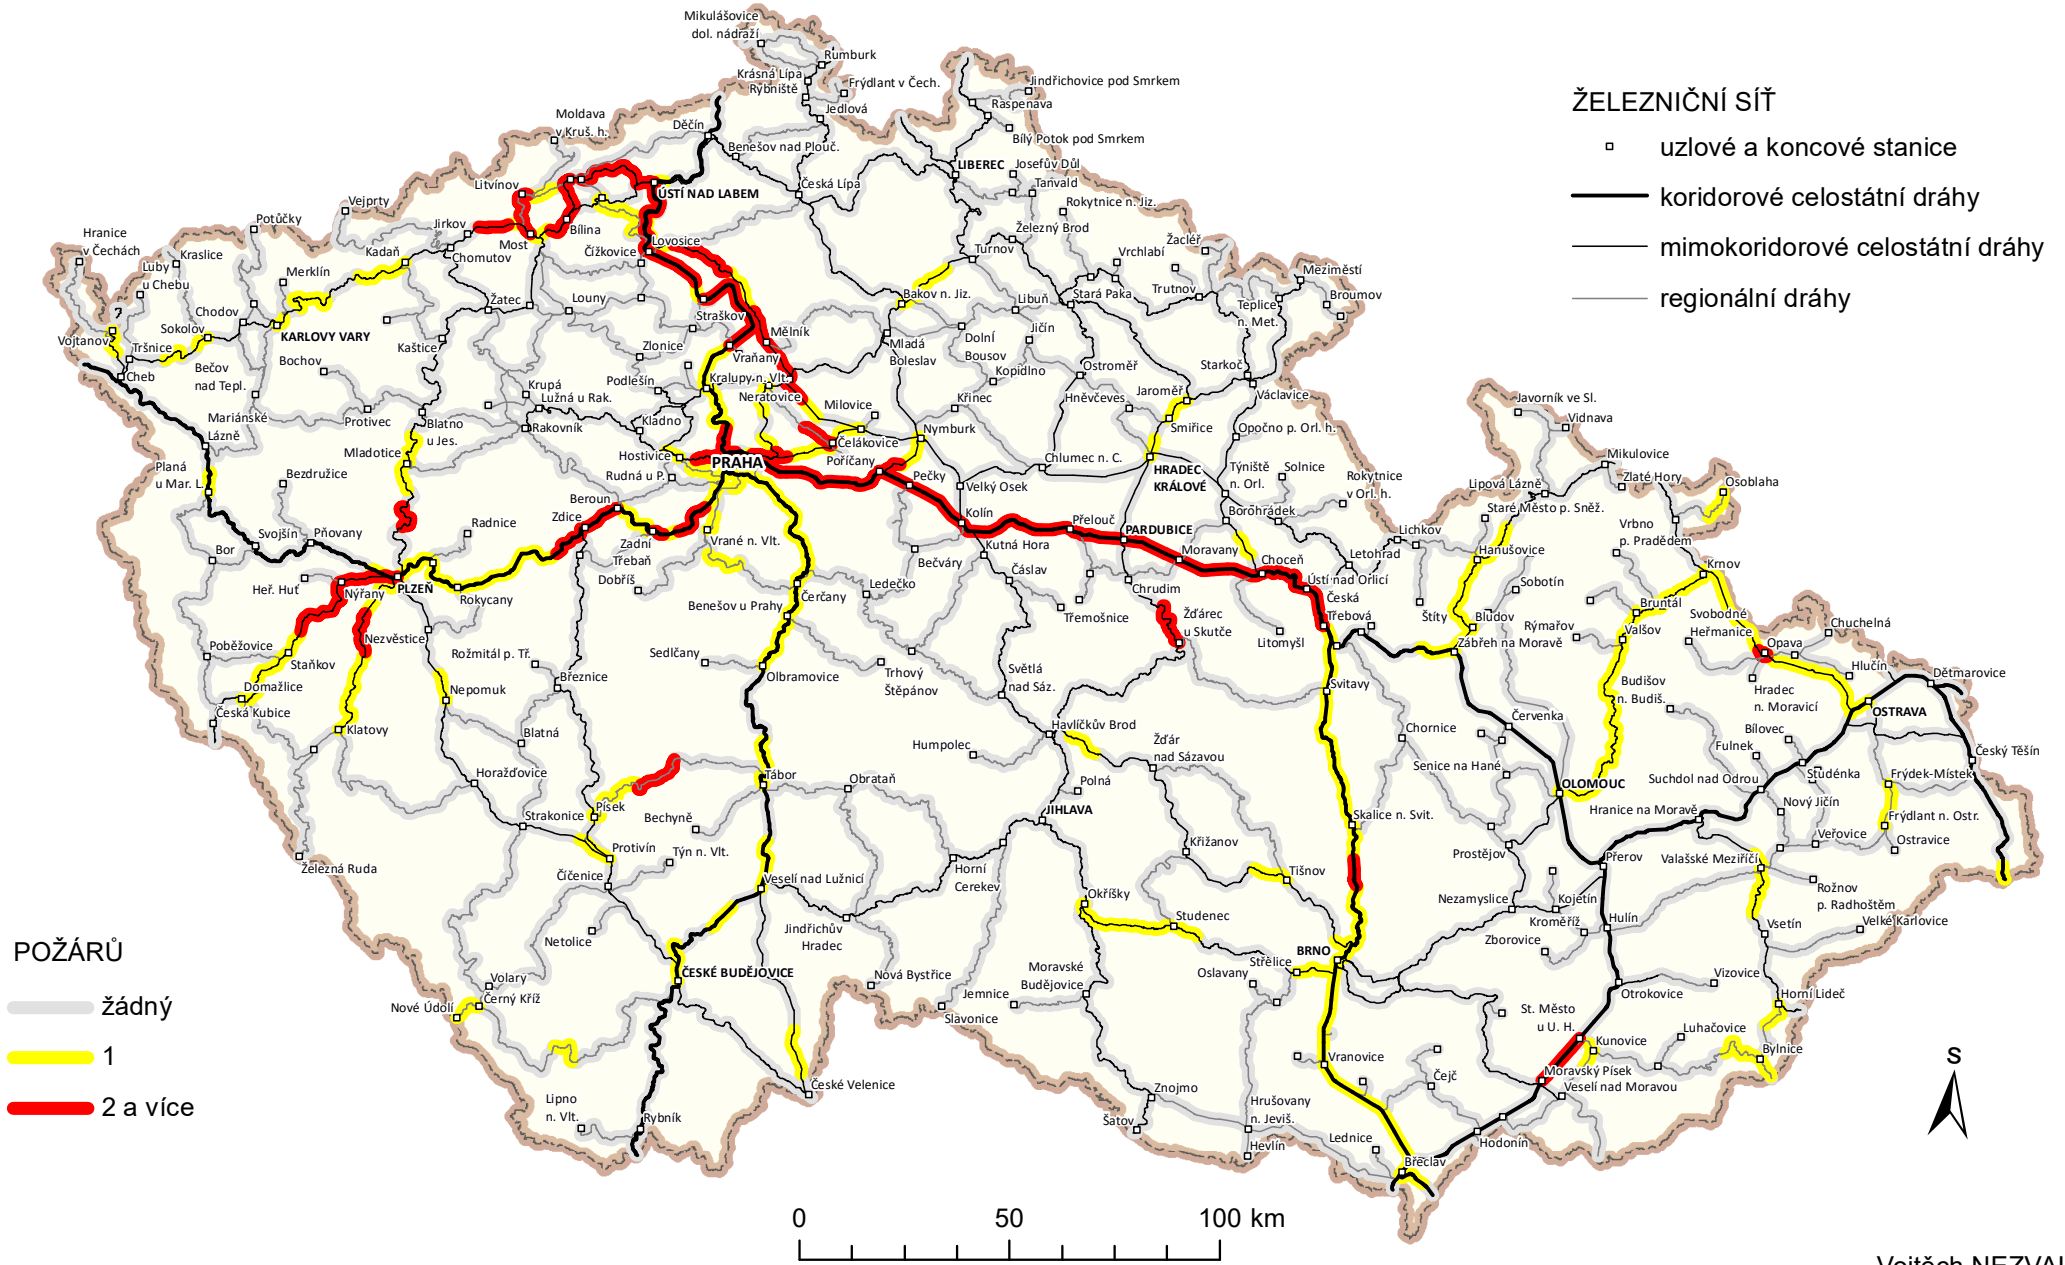 Mikulášovice
dol. nádraží
Rumburk
Krásná Lípa
Rybniště
Frýdlant v Čech.
Jindřichovice pod Smrkem
Raspenava
Jedlová
Moldava
v Kruš. h.
Děčín
Bílý Potok pod Smrkem
Benešov nad Plouč.
LIBEREC
Josefův Důl
Tanvald
Česká Lípa
Litvínov
ÚSTÍ NAD LABEM
Vejprty
Rokytnice n. Jiz.
Potůčky
Jirkov
Železný Brod
Hranice
v Čechách
Kraslice
Luby
u Chebu
Kadaň
Most
Bílina
Čížkovice
Lovosice
Turnov
Vrchlabí
Žacléř
Meziměstí
Merklín
Chomutov
Chodov
Sokolov
Žatec
Louny
Bakov n. Jiz.
Libuň
Stará Paka
Trutnov
Teplice
n. Met.
Broumov
Straškov
Mělník
Vojtanov
Tršnice
KARLOVY VARY
Kaštice
Zlonice
Vraňany
Mladá
Boleslav
Dolní
Bousov
Jičín
Bochov
Cheb
Bečov
nad Tepl.
Krupá
Lužná u Rak.
Podlešín
Kralupy n. Vlt.
Neratovice
Kopidlno
Ostroměř
Starkoč
Jaroměř
Václavice
Javorník ve Sl.
Vidnava
Mariánské
Lázně
Protivec
Blatno
u Jes.
Rakovník
Kladno
Milovice
Křinec
Hněvčeves
Smiřice
Opočno p. Orl. h.
Nymburk
Čelákovice
Mladotice
Hostivice
PRAHA
Poříčany
Chlumec n. C.
Planá
u Mar. L.
Bezdružice
Rudná u P.
Pečky
HRADEC
KRÁLOVÉ
Týniště
n. Orl.
Solnice
Rokytnice
v Orl. h.
Mikulovice
Lipová Lázně
Zlaté Hory
Osoblaha
Velký Osek
Beroun
Zdice
Kolín
Přelouč
PARDUBICE
Borohrádek
Lichkov
Staré Město p. Sněž.
Vrbno
p. Pradědem
Svojšín
Pňovany
Radnice
Zadní
Třebaň
Vrané n. Vlt.
Kutná Hora
Moravany
Choceň
Letohrad
Hanušovice
Bor
Heř. Huť
Nýřany
PLZEŇ
Rokycany
Dobříš
Bečváry
Čáslav
Chrudim
Ústí nad Orlicí
Česká
Třebová
Sobotín
Krnov
Čerčany
Ledečko
Benešov u Prahy
Třemošnice
Žďárec
u Skutče
Litomyšl
Štíty
Bludov
Rýmařov
Bruntál
Valšov
Svobodné
Heřmanice
Opava
Chuchelná
Poběžovice
Nezvěstice
Staňkov
Rožmitál p. Tř.
Sedlčany
Olbramovice
Trhový
Štěpánov
Světlá
nad Sáz.
Zábřeh na Moravě
Hlučín
Dětmarovice
Domažlice
Nepomuk
Březnice
Svitavy
Budišov
n. Budiš.
Hradec
n. Moravicí
Česká Kubice
Klatovy
Havlíčkův Brod
Chornice
Červenka
Bílovec
OSTRAVA
Blatná
Humpolec
Žďár
nad Sázavou
Fulnek
Český Těšín
Horažďovice
Tábor
Obrataň
Polná
Senice na Hané
OLOMOUC
Suchdol nad Odrou
Studénka
Frýdek-Místek
Strakonice
Písek
Bechyně
JIHLAVA
Skalice n. Svit.
Hranice na Moravě
Nový Jičín
Frýdlant n. Ostr.
Železná Ruda
Protivín
Týn n. Vlt.
Číčenice
Veselí nad Lužnicí
Horní
Cerekev
Křižanov
Tišnov
Prostějov
Přerov
Veřovice
Ostravice
Valašské Meziříčí
Okříšky
Studenec
Nezamyslice
Kojetín
Rožnov
p. Radhoštěm
Netolice
Jindřichův
Hradec
Kroměříž
Hulín
Velké Karlovice
Vsetín
BRNO
Zborovice
Volary
ČESKÉ BUDĚJOVICE
Nová Bystřice
Moravské
Budějovice
Střelice
Oslavany
Vizovice
Nové Údolí
Černý Kříž
Jemnice
Slavonice
Otrokovice
Horní Lideč
St. Město
u U. H.
Luhačovice
Kunovice
Bylnice
Vranovice
Čejč
Moravský Písek
Veselí nad Moravou
Lipno
n. Vlt.
Rybník
České Velenice
Znojmo
Šatov
Hrušovany
n. Jeviš.
Hevlín
Lednice
Hodonín
Břeclav
ŽELEZNIČNÍ SÍŤ
uzlové a koncové stanice
koridorové celostátní dráhy
mimokoridorové celostátní dráhy
regionální dráhy
POŽÁRŮ
žádný
1
2 a více
S
0 50 100 km